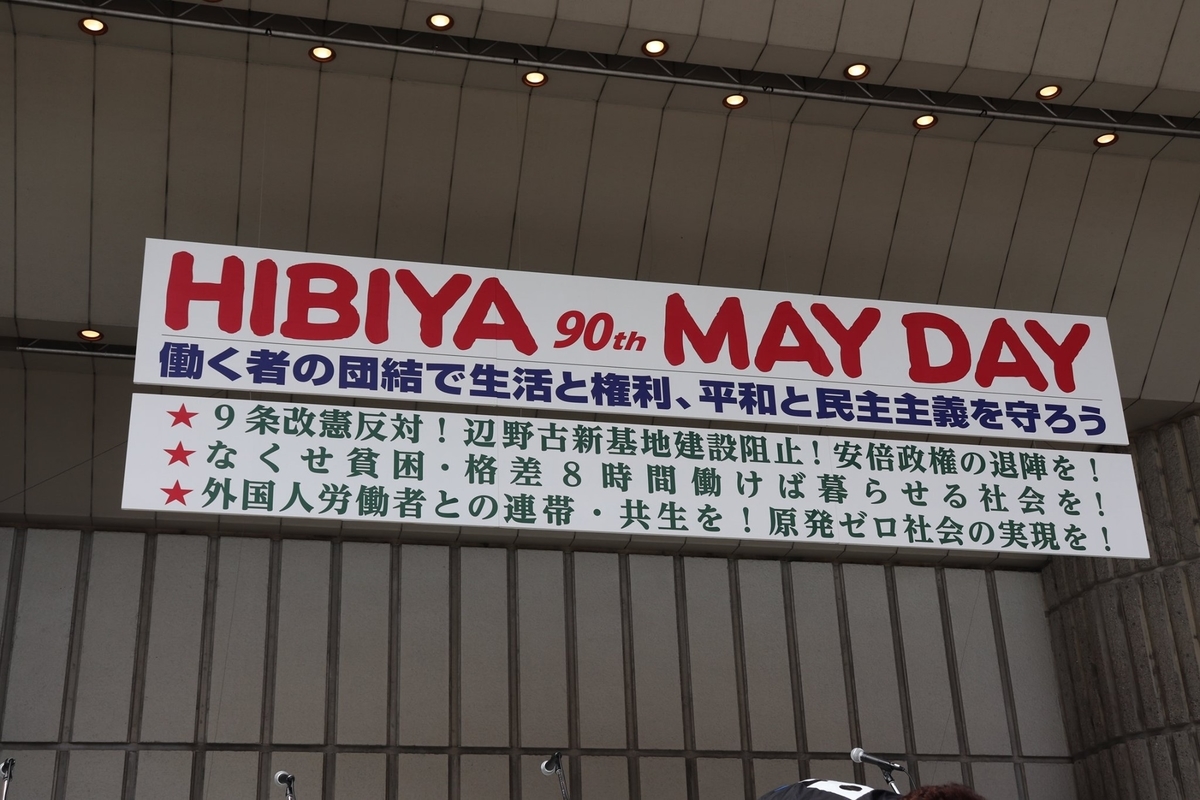 HIBIYA 90th MAY DAY
働く者の団結で生活と権利、平和と民主主義を守ろう
★9条改憲反対！辺野古新基地建設阻止！安倍政権の退陣を！
★なくせ貧困・格差8時間働けば暮らせる社会を！
★外国人労働者との連帯・共生を！原発ゼロ社会の実現を！